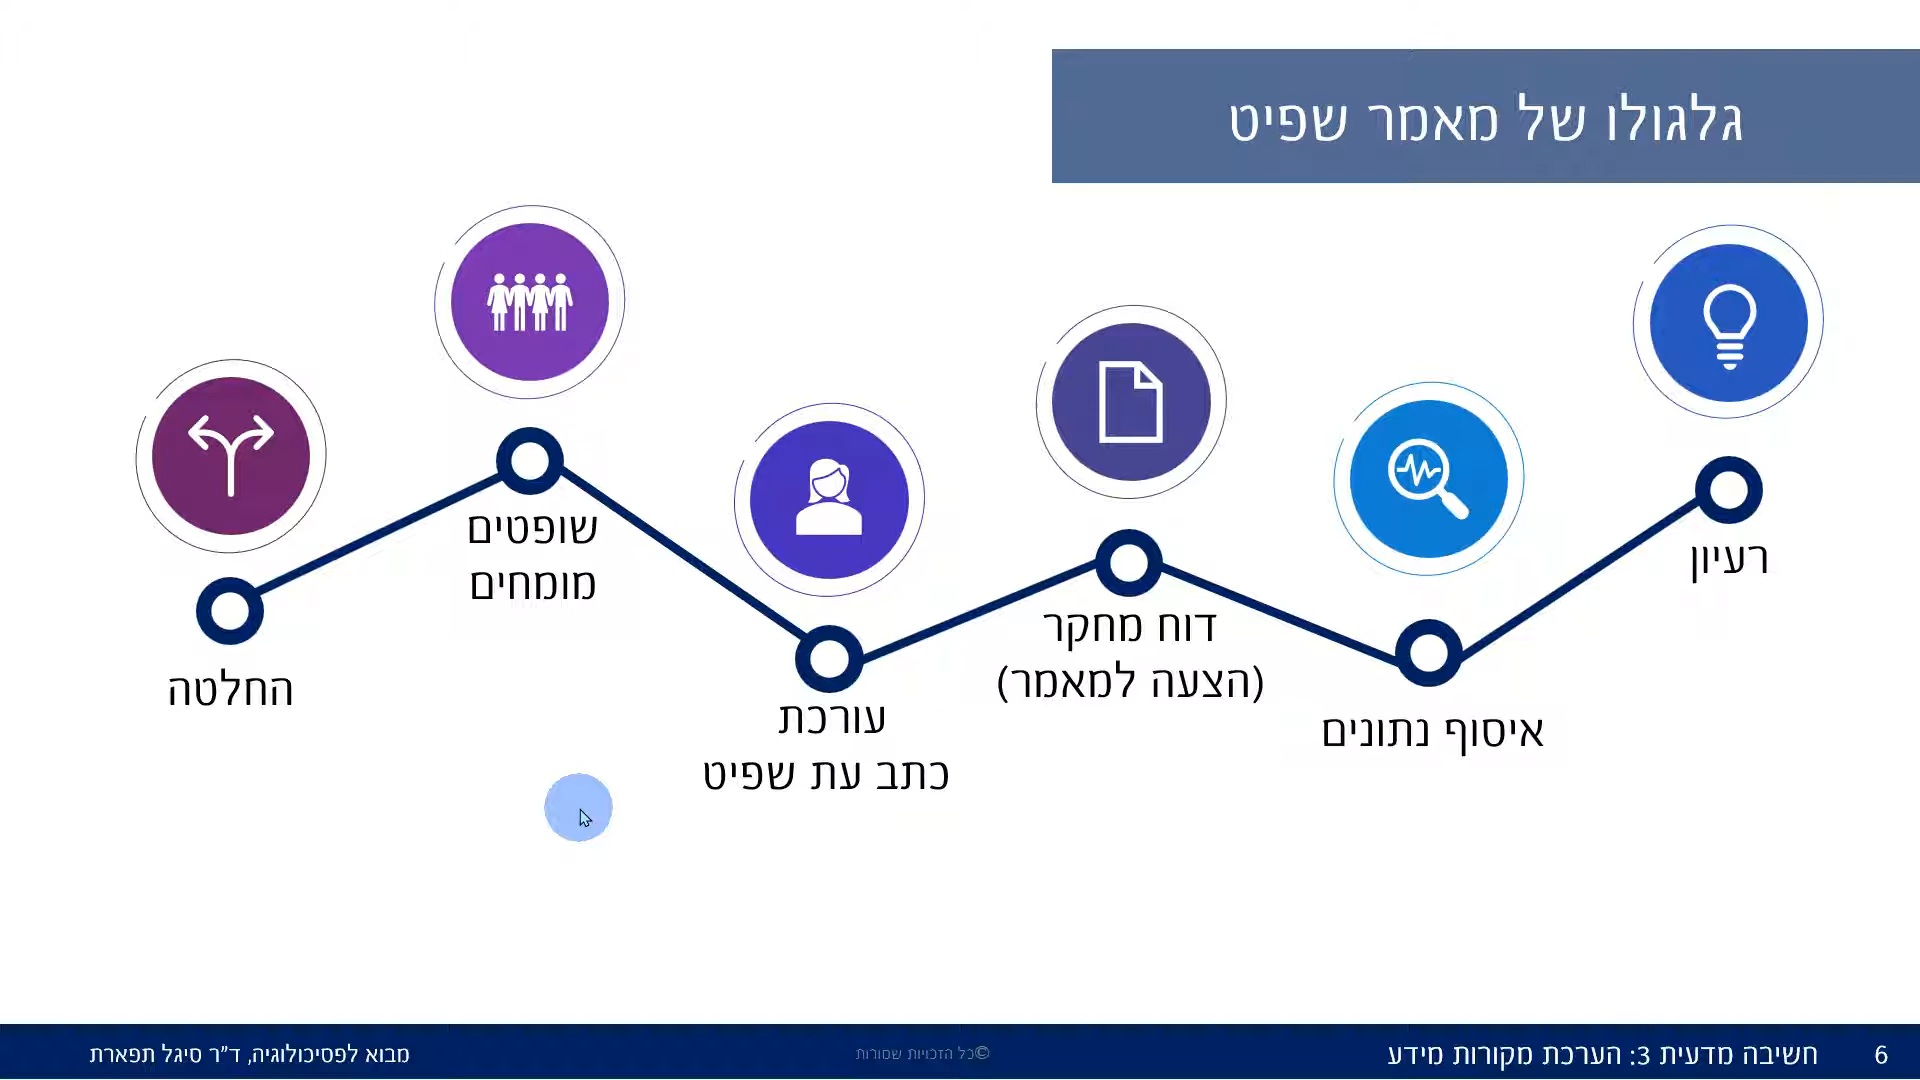 גלגולו של מאמר שפיט
רעיון
איסוף נתונים
דוח מחקר
(הצעה למאמר)
עורכת
כתב עת שפיט
שופטים
מומחים
החלטה
6
חשיבה מדעית 3: הערכת מקורות מידע
©כל הזכויות שמורות
מבוא לפסיכולוגיה, ד"ר סיגל תפארת